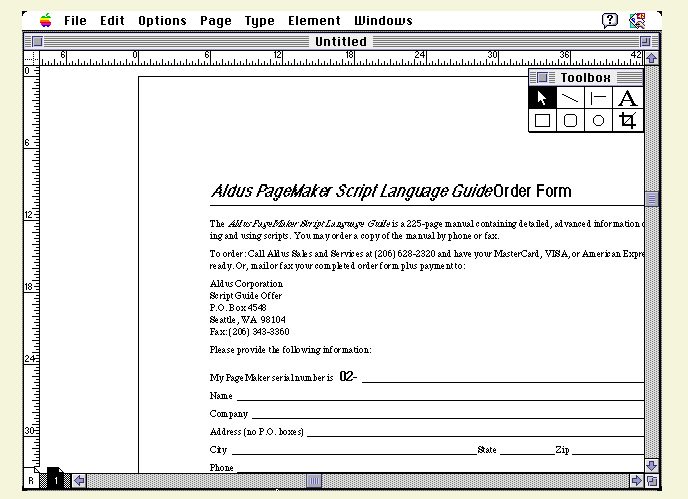 File Edit Options Page Type Element Windows
Untitled
6 0 6 12 18 24 30 36 42
Toolbox
A
0
6
12
18
24
30
Aldus PageMaker Script Language Guide Order Form
The Aldus PageMaker Script Language Guide is a 225-page manual containing detailed, advanced information
ing and using scripts. You may order a copy of the manual by phone or fax.
To order: Call Aldus Sales and Services at (206) 628-2320 and have your MasterCard, VISA, or American Expre
ready. Or, mail or fax your completed order form plus payment to:
Aldus Corporation
Script Guide Offer
P.O. Box 4548
Seattle, WA 98104
Fax: (206) 343-3360
Please provide the following information:
My PageMaker serial number is 02-
Name
Company
Address (no P.O. boxes)
City State Zip
Phone
R 1